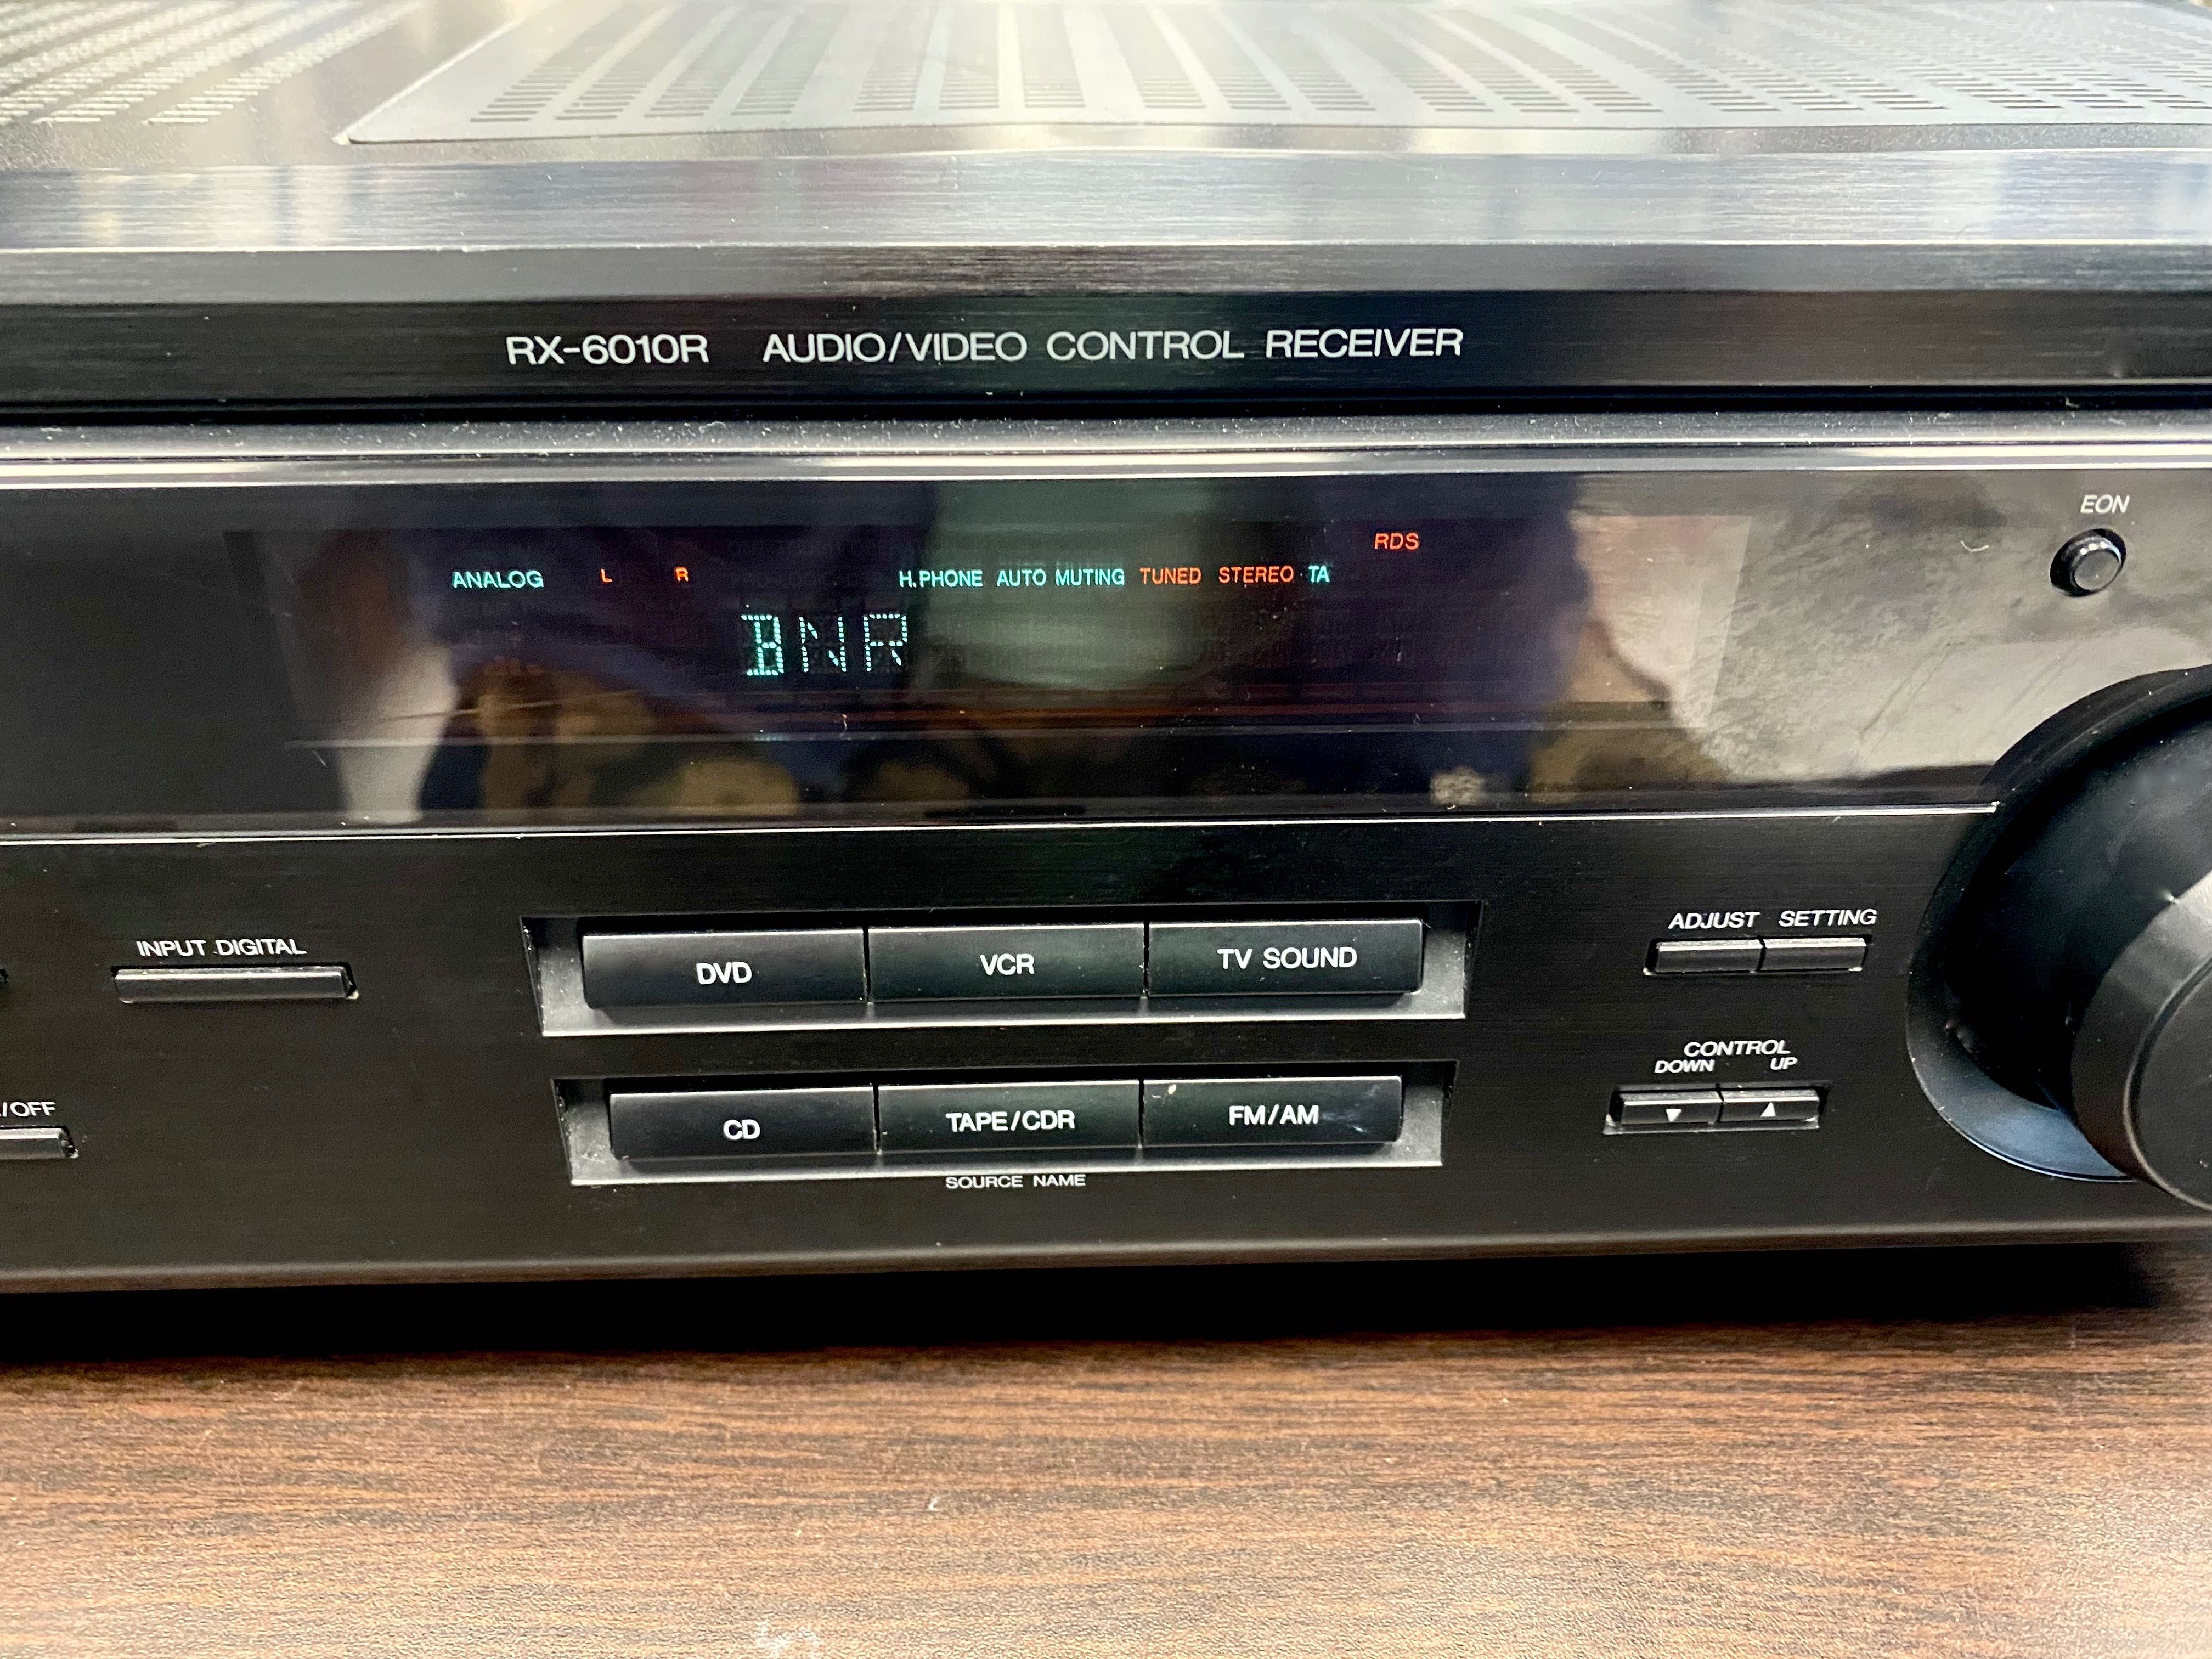 RX-6010R AUDIO/VIDEO CONTROL RECEIVER
EON
RDS
ANALOG L R H.PHONE AUTO MUTING TUNED STEREO TA
BNR
INPUT DIGITAL
DVD VCR TV SOUND
ADJUST SETTING
CONTROL
DOWN UP
/OFF
CD TAPE/CDR FM/AM
SOURCE NAME